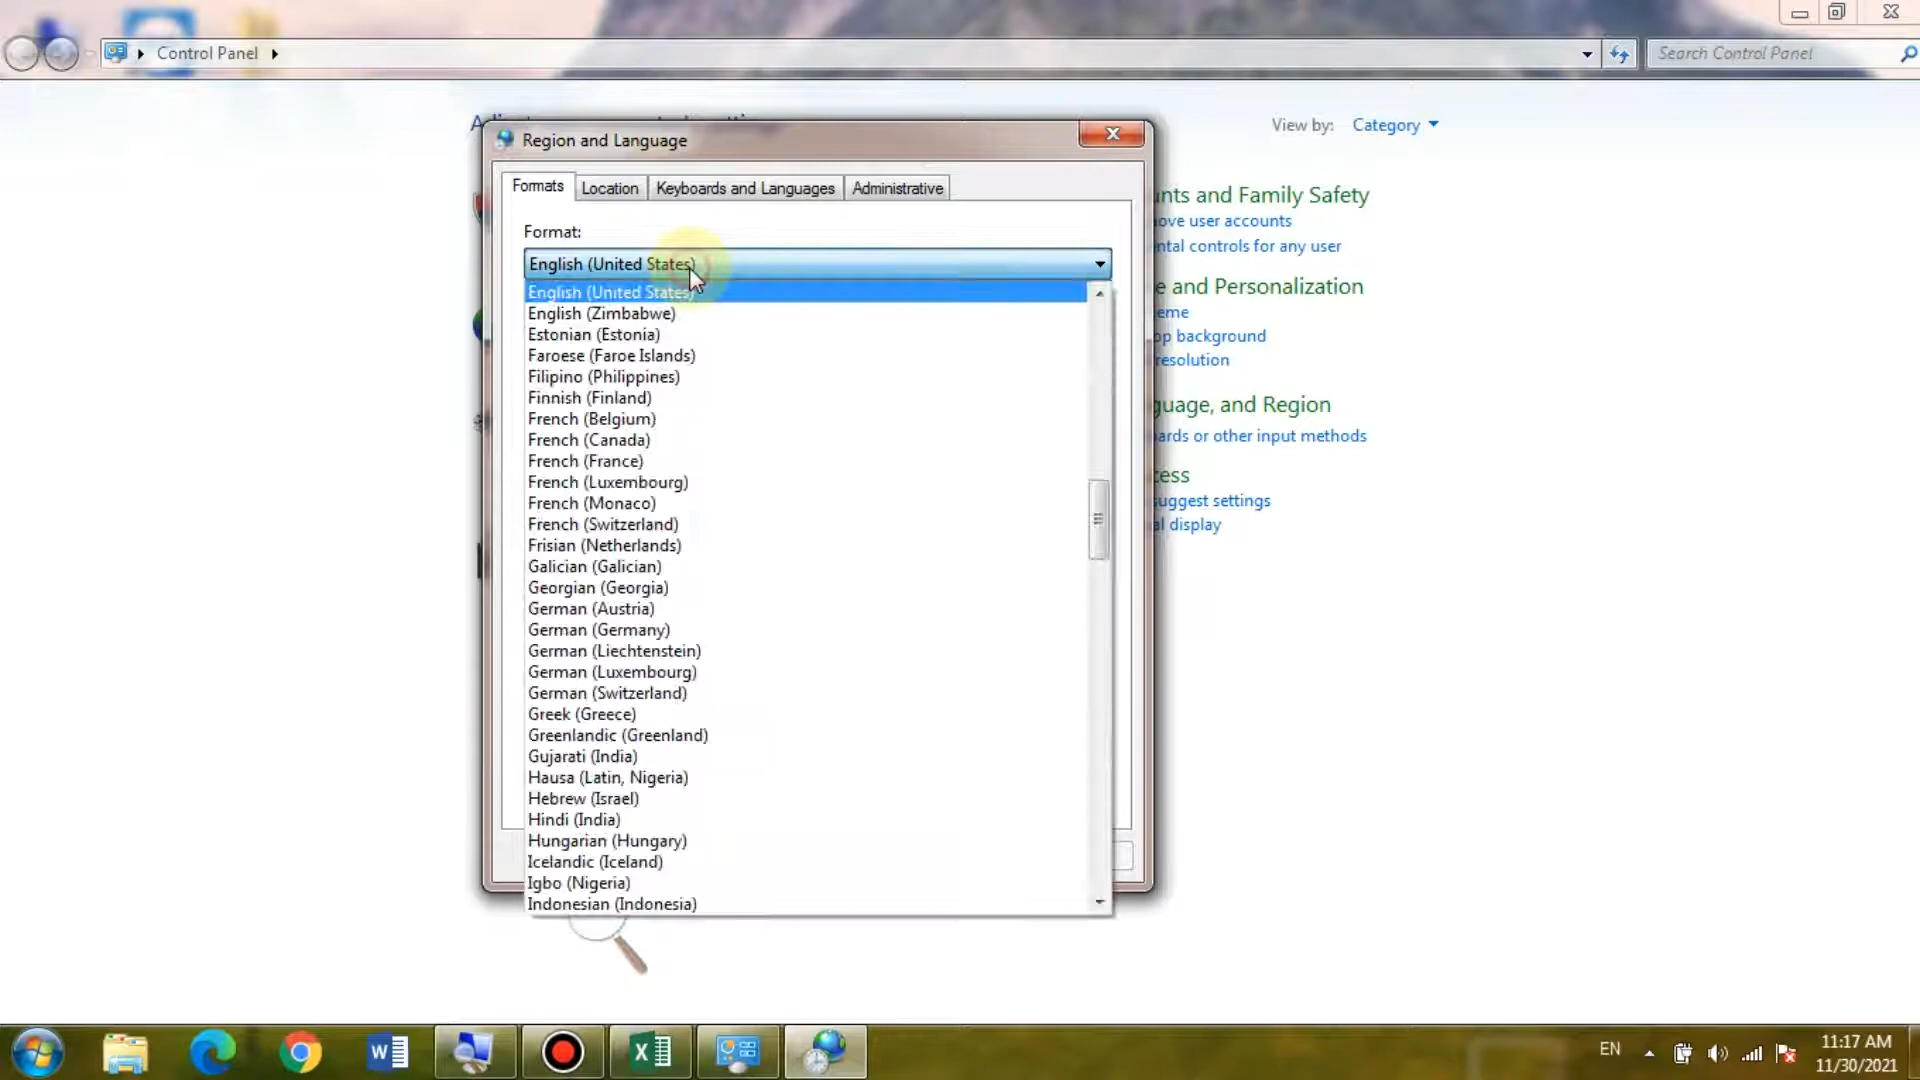 Control Panel
Search Control Panel
View by: Category
Region and Language
Formats
Location
Keyboards and Languages
Administrative
Format:
English (United States)
English (United States)
English (Zimbabwe)
Estonian (Estonia)
Faroese (Faroe Islands)
Filipino (Philippines)
Finnish (Finland)
French (Belgium)
French (Canada)
French (France)
French (Luxembourg)
French (Monaco)
French (Switzerland)
Frisian (Netherlands)
Galician (Galician)
Georgian (Georgia)
German (Austria)
German (Germany)
German (Liechtenstein)
German (Luxembourg)
German (Switzerland)
Greek (Greece)
Greenlandic (Greenland)
Gujarati (India)
Hausa (Latin, Nigeria)
Hebrew (Israel)
Hindi (India)
Hungarian (Hungary)
Icelandic (Iceland)
Igbo (Nigeria)
Indonesian (Indonesia)
nts and Family Safety
ove user accounts
ntal controls for any user
e and Personalization
eme
op background
resolution
guage, and Region
ards or other input methods
cess
suggest settings
al display
EN
11:17 AM
11/30/2021